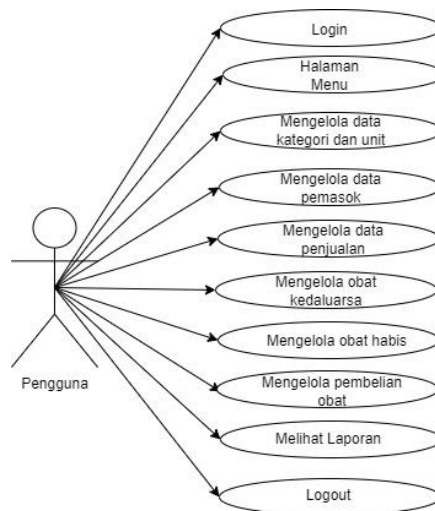 Login
Halaman
Menu
Mengelola data
kategori dan unit
Mengelola data
pemasok
Mengelola data
penjualan
Mengelola obat
kedaluarsa
Mengelola obat habis
Pengguna
Mengelola pembelian
obat
Melihat Laporan
Logout